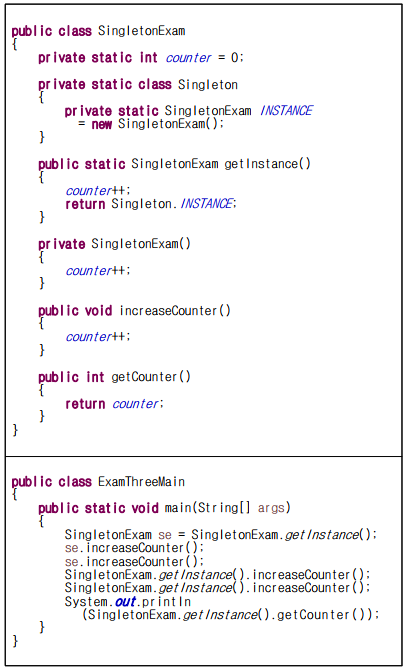 public class SingletonExam
{
    private static int counter = 0;

    private static class Singleton
    {
        private static SingletonExam INSTANCE
          = new SingletonExam();
    }

    public static SingletonExam getInstance()
    {
        counter++;
        return Singleton.INSTANCE;
    }

    private SingletonExam()
    {
        counter++;
    }

    public void increaseCounter()
    {
        counter++;
    }

    public int getCounter()
    {
        return counter;
    }
}

public class ExamThreeMain
{
    public static void main(String[] args)
    {
        SingletonExam se = SingletonExam.getInstance();
        se.increaseCounter();
        se.increaseCounter();
        SingletonExam.getInstance().increaseCounter();
        SingletonExam.getInstance().increaseCounter();
        System.out.println
          (SingletonExam.getInstance().getCounter());
    }
}